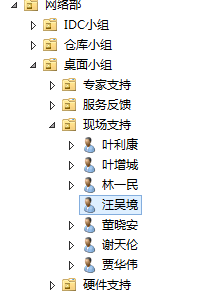 网络部
IDC小组
仓库小组
桌面小组
专家支持
服务反馈
现场支持
叶利康
叶增城
林一民
汪昊境
董晓安
谢天伦
贾华伟
硬件支持